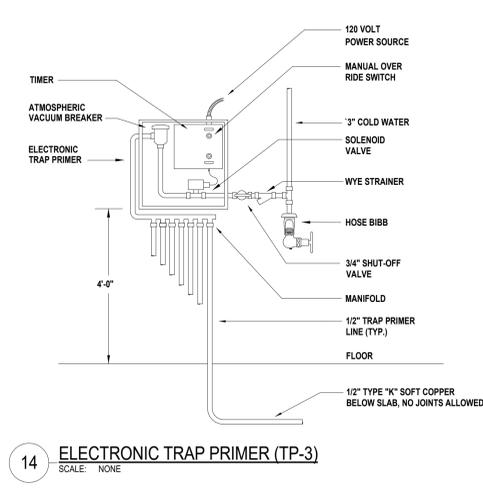 120 VOLT
POWER SOURCE
MANUAL OVER
RIDE SWITCH
TIMER
ATMOSPHERIC
VACUUM BREAKER
`3" COLD WATER
SOLENOID
VALVE
ELECTRONIC
TRAP PRIMER
WYE STRAINER
HOSE BIBB
3/4" SHUT-OFF
VALVE
4'-0"
MANIFOLD
1/2" TRAP PRIMER
LINE (TYP.)
FLOOR
1/2" TYPE "K" SOFT COPPER
BELOW SLAB, NO JOINTS ALLOWED
14
ELECTRONIC TRAP PRIMER (TP-3)
SCALE: NONE